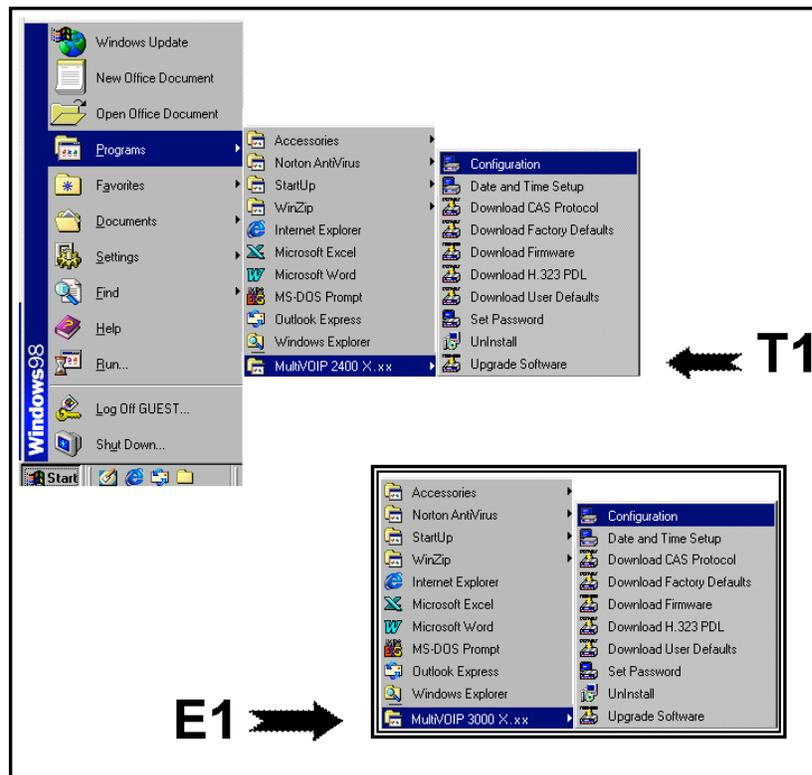 Windows Update
New Office Document
Open Office Document
Programs
Favorites
Documents
Settings
Find
Help
Run...
Log Off GUEST...
Shut Down...
Windows98
Start
Accessories
Norton AntiVirus
StartUp
WinZip
Internet Explorer
Microsoft Excel
Microsoft Word
MS-DOS Prompt
Outlook Express
Windows Explorer
MultiVOIP 2400 X.xx
Configuration
Date and Time Setup
Download CAS Protocol
Download Factory Defaults
Download Firmware
Download H.323 PDL
Download User Defaults
Set Password
UnInstall
Upgrade Software
T1
Accessories
Norton AntiVirus
StartUp
WinZip
Internet Explorer
Microsoft Excel
Microsoft Word
MS-DOS Prompt
Outlook Express
Windows Explorer
MultiVOIP 3000 X.xx
Configuration
Date and Time Setup
Download CAS Protocol
Download Factory Defaults
Download Firmware
Download H.323 PDL
Download User Defaults
Set Password
UnInstall
Upgrade Software
E1